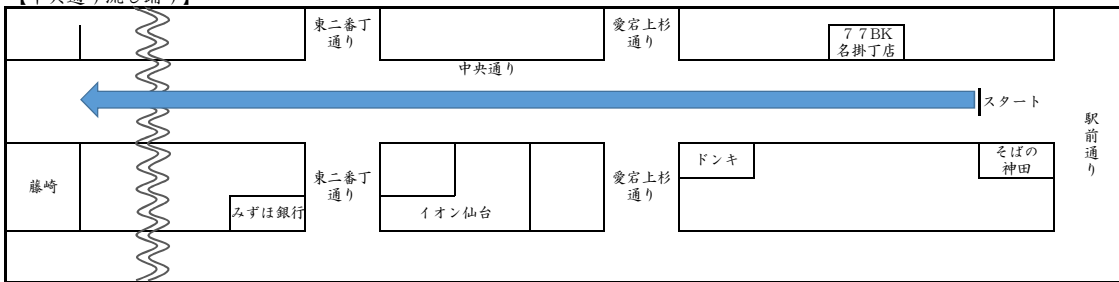 【中央通り流し踊り】
東二番丁
通り
愛宕上杉
通り
77BK
名掛丁店
中央通り
スタート
駅前通り
藤崎
みずほ銀行
東二番丁
通り
イオン仙台
愛宕上杉
通り
ドンキ
そばの
神田